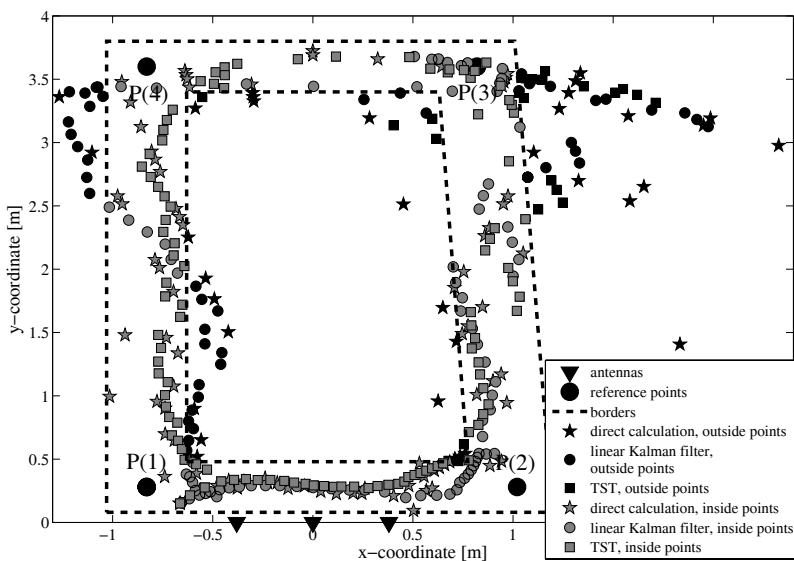 4
3.5
3
2.5
2
1.5
1
0.5
0
y−coordinate [m]
P(4)
P(3)
P(1)
P(2)
−1
−0.5
0
0.5
1
x−coordinate [m]
antennas
reference points
borders
direct calculation, outside points
linear Kalman filter,
outside points
TST, outside points
direct calculation, inside points
linear Kalman filter, inside points
TST, inside points